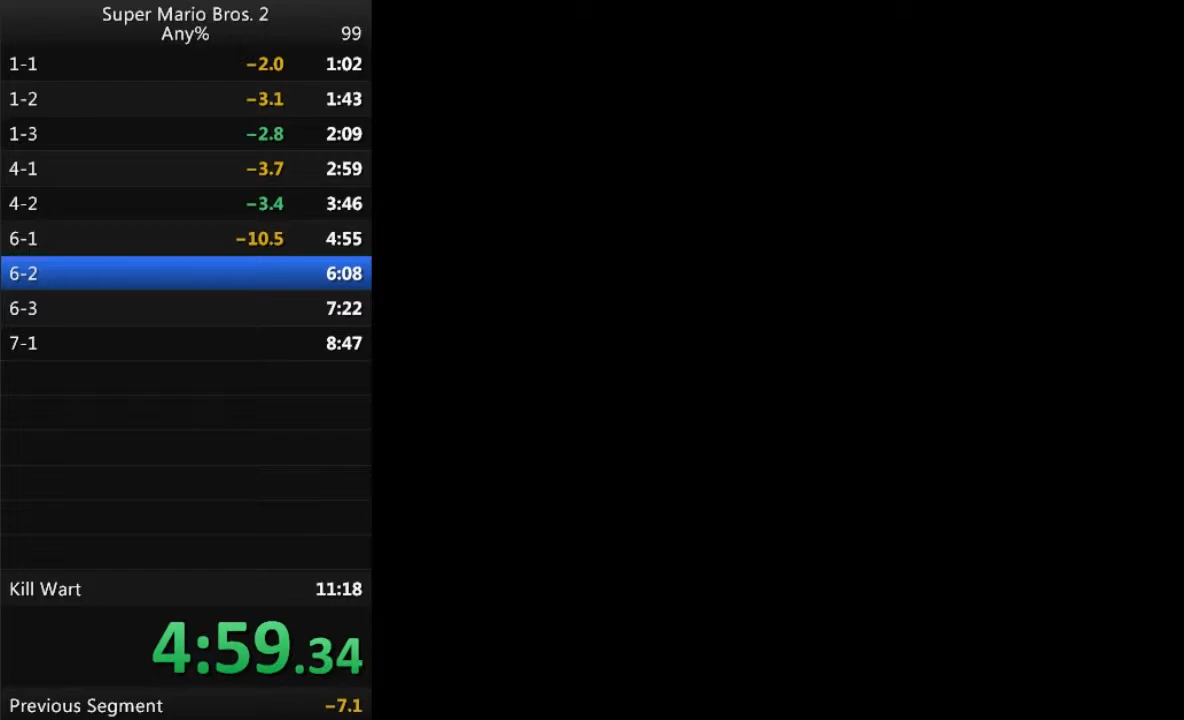 Super Mario Bros. 2
Any% 99
1-1 −2.0 1:02
1-2 −3.1 1:43
1-3 −2.8 2:09
4-1 −3.7 2:59
4-2 −3.4 3:46
6-1 −10.5 4:55
6-2 6:08
6-3 7:22
7-1 8:47
Kill Wart 11:18
4:59.34
Previous Segment −7.1